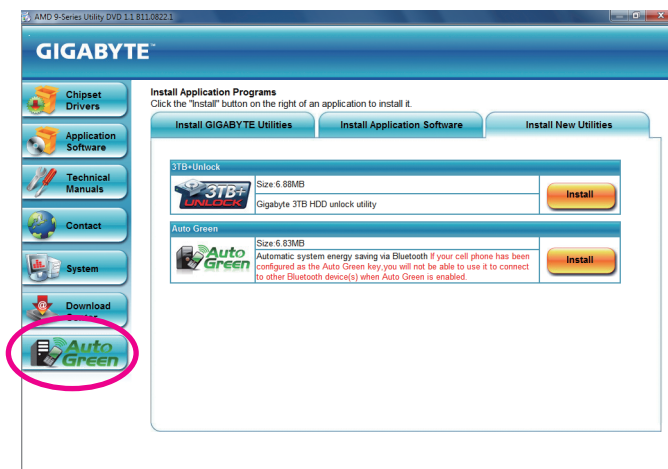 AMD 9-Series Utility DVD 1.1 B11.0822.1
GIGABYTE™
Chipset
Drivers
Application
Software
Technical
Manuals
Contact
System
Download
Center
Auto
Green
Install Application Programs
Click the "Install" button on the right of an application to install it.
Install GIGABYTE Utilities
Install Application Software
Install New Utilities
3TB+Unlock
3TB+
UNLOCK
Size:6.88MB
Gigabyte 3TB HDD unlock utility
Install
Auto Green
Auto
Green
Size:6.83MB
Automatic system energy saving via Bluetooth If your cell phone has been
configured as the Auto Green key,you will not be able to use it to connect
to other Bluetooth device(s) when Auto Green is enabled.
Install